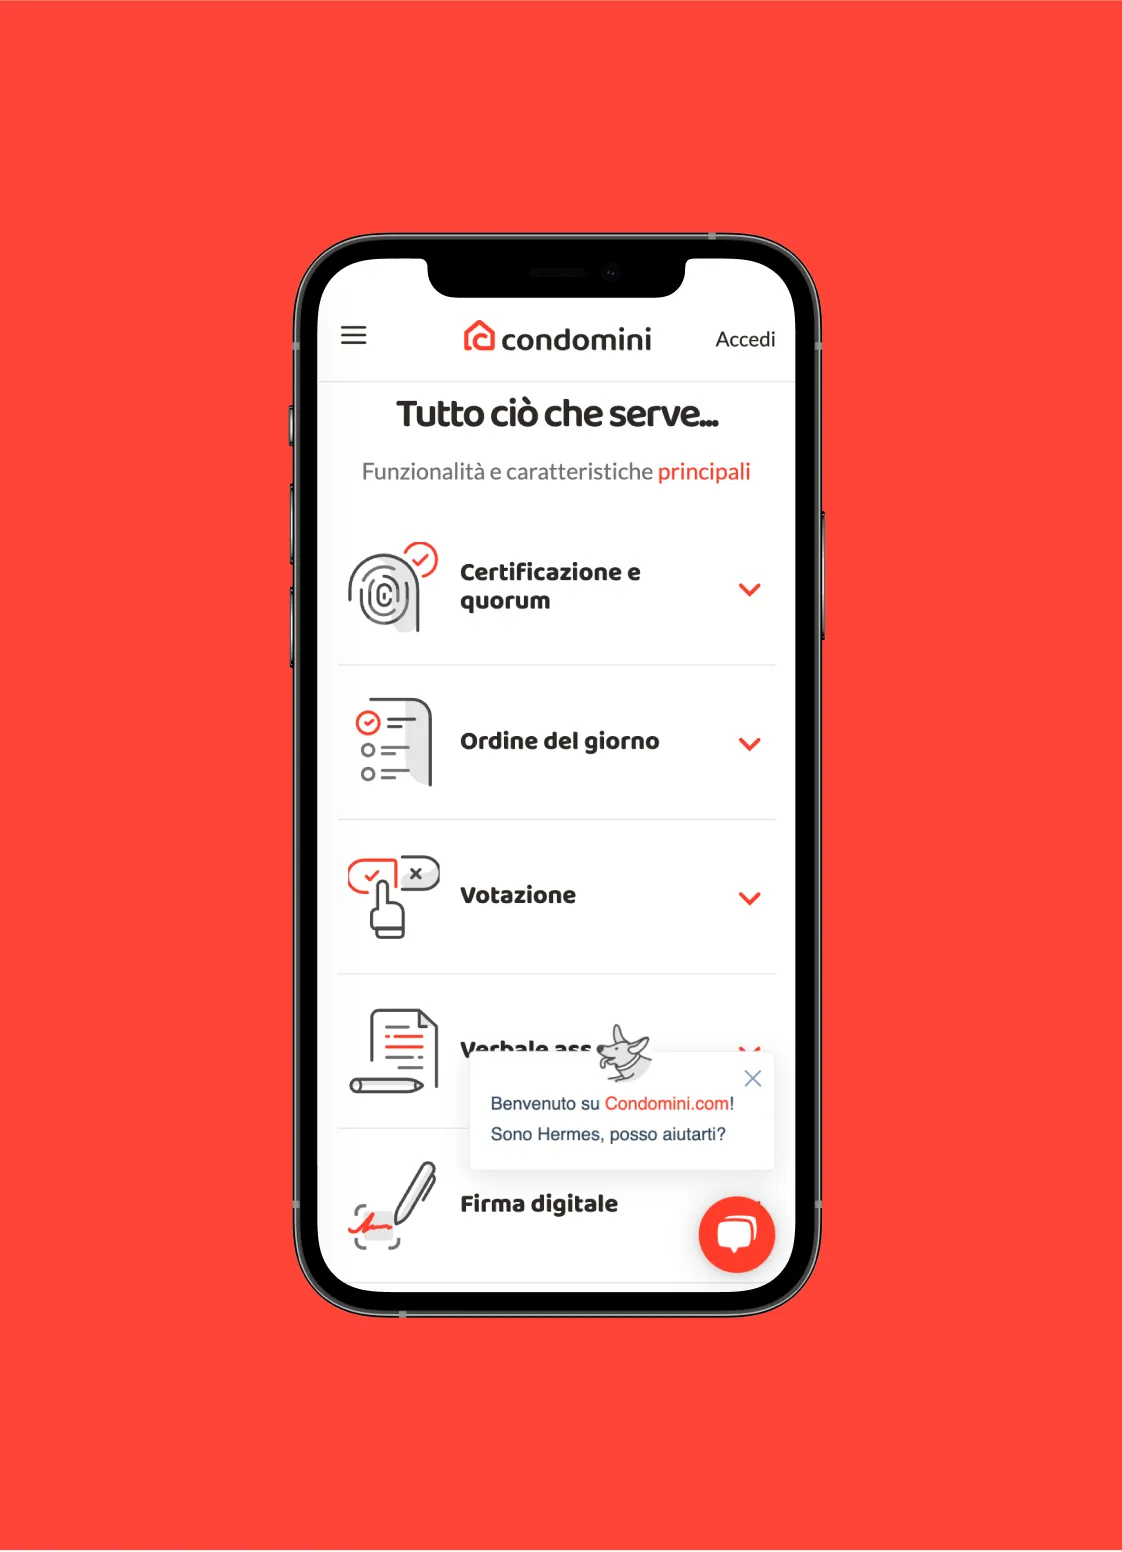 condomini
Accedi
Tutto ciò che serve...
Funzionalità e caratteristiche principali
Certificazione e
quorum
Ordine del giorno
Votazione
Verbale ass
Benvenuto su Condomini.com!
Sono Hermes, posso aiutarti?
Firma digitale